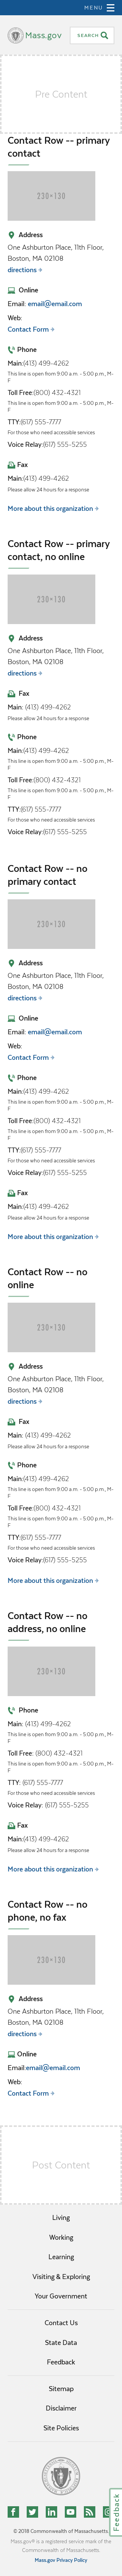 MENU
Mass.gov
SEARCH
Pre Content
Contact Row -- primary
contact
230×130
Address
One Ashburton Place, 11th Floor,
Boston, MA 02108
directions
Online
Email: email@email.com
Web:
Contact Form
Phone
Main:(413) 499-4262
This line is open from 9:00 a.m. - 5:00 p.m., M-
F
Toll Free:(800) 432-4321
This line is open from 9:00 a.m. - 5:00 p.m., M-
F
TTY:(617) 555-7777
For those who need accessible services
Voice Relay:(617) 555-5255
Fax
Main:(413) 499-4262
Please allow 24 hours for a response
More about this organization
Contact Row -- primary
contact, no online
230×130
Address
One Ashburton Place, 11th Floor,
Boston, MA 02108
directions
Fax
Main: (413) 499-4262
Please allow 24 hours for a response
Phone
Main:(413) 499-4262
This line is open from 9:00 a.m. - 5:00 p.m., M-
F
Toll Free:(800) 432-4321
This line is open from 9:00 a.m. - 5:00 p.m., M-
F
TTY:(617) 555-7777
For those who need accessible services
Voice Relay:(617) 555-5255
Contact Row -- no
primary contact
230×130
Address
One Ashburton Place, 11th Floor,
Boston, MA 02108
directions
Online
Email: email@email.com
Web:
Contact Form
Phone
Main:(413) 499-4262
This line is open from 9:00 a.m. - 5:00 p.m., M-
F
Toll Free:(800) 432-4321
This line is open from 9:00 a.m. - 5:00 p.m., M-
F
TTY:(617) 555-7777
For those who need accessible services
Voice Relay:(617) 555-5255
Fax
Main:(413) 499-4262
Please allow 24 hours for a response
More about this organization
Contact Row -- no
online
230×130
Address
One Ashburton Place, 11th Floor,
Boston, MA 02108
directions
Fax
Main: (413) 499-4262
Please allow 24 hours for a response
Phone
Main:(413) 499-4262
This line is open from 9:00 a.m. - 5:00 p.m., M-
F
Toll Free:(800) 432-4321
This line is open from 9:00 a.m. - 5:00 p.m., M-
F
TTY:(617) 555-7777
For those who need accessible services
Voice Relay:(617) 555-5255
More about this organization
Contact Row -- no
address, no online
230×130
Phone
Main: (413) 499-4262
This line is open from 9:00 a.m. - 5:00 p.m., M-
F
Toll Free: (800) 432-4321
This line is open from 9:00 a.m. - 5:00 p.m., M-
F
TTY: (617) 555-7777
For those who need accessible services
Voice Relay: (617) 555-5255
Fax
Main:(413) 499-4262
Please allow 24 hours for a response
More about this organization
Contact Row -- no
phone, no fax
230×130
Address
One Ashburton Place, 11th Floor,
Boston, MA 02108
directions
Online
Email:email@email.com
Web:
Contact Form
Post Content
Living
Working
Learning
Visiting & Exploring
Your Government
Contact Us
State Data
Feedback
Sitemap
Disclaimer
Site Policies
Feedback
© 2018 Commonwealth of Massachusetts.
Mass.gov® is a registered service mark of the
Commonwealth of Massachusetts.
Mass.gov Privacy Policy